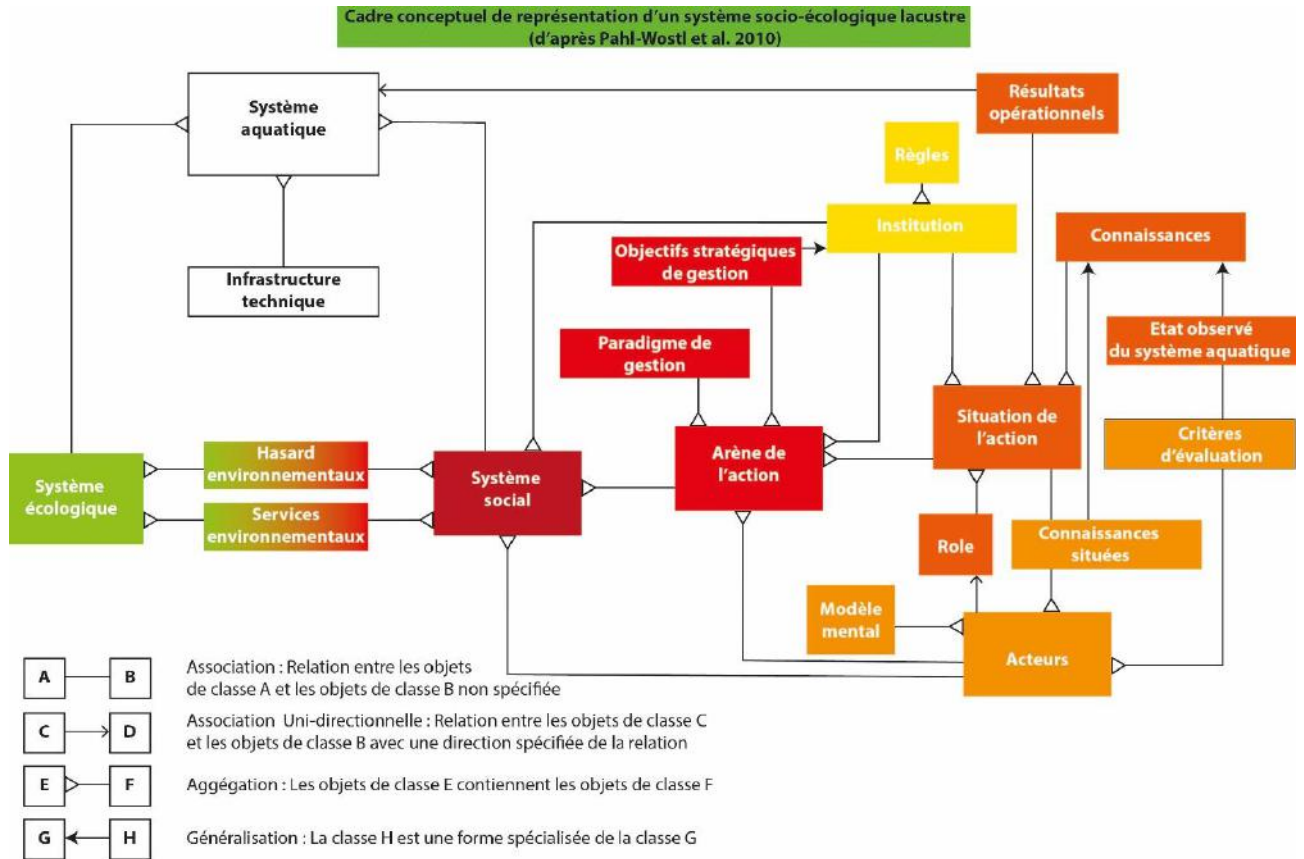 Cadre conceptuel de représentation d'un système socio-écologique lacustre
(d'après Pahl-Wostl et al. 2010)
Système
aquatique
Résultats
opérationnels
Règles
Institution
Connaissances
Objectifs stratégiques
de gestion
Infrastructure
technique
Paradigme de
gestion
Etat observé
du système aquatique
Situation de
l'action
Critères
d'évaluation
Arène de
l'action
Hasard
environnementaux
Système
écologique
Système
social
Services
environnementaux
Role
Connaissances
situées
Modèle
mental
Acteurs
A B Association : Relation entre les objets
de classe A et les objets de classe B non spécifiée
C D Association Uni-directionnelle : Relation entre les objets de classe C
et les objets de classe B avec une direction spécifiée de la relation
E F Aggégation : Les objets de classe E contiennent les objets de classe F
G H Généralisation : La classe H est une forme spécialisée de la classe G